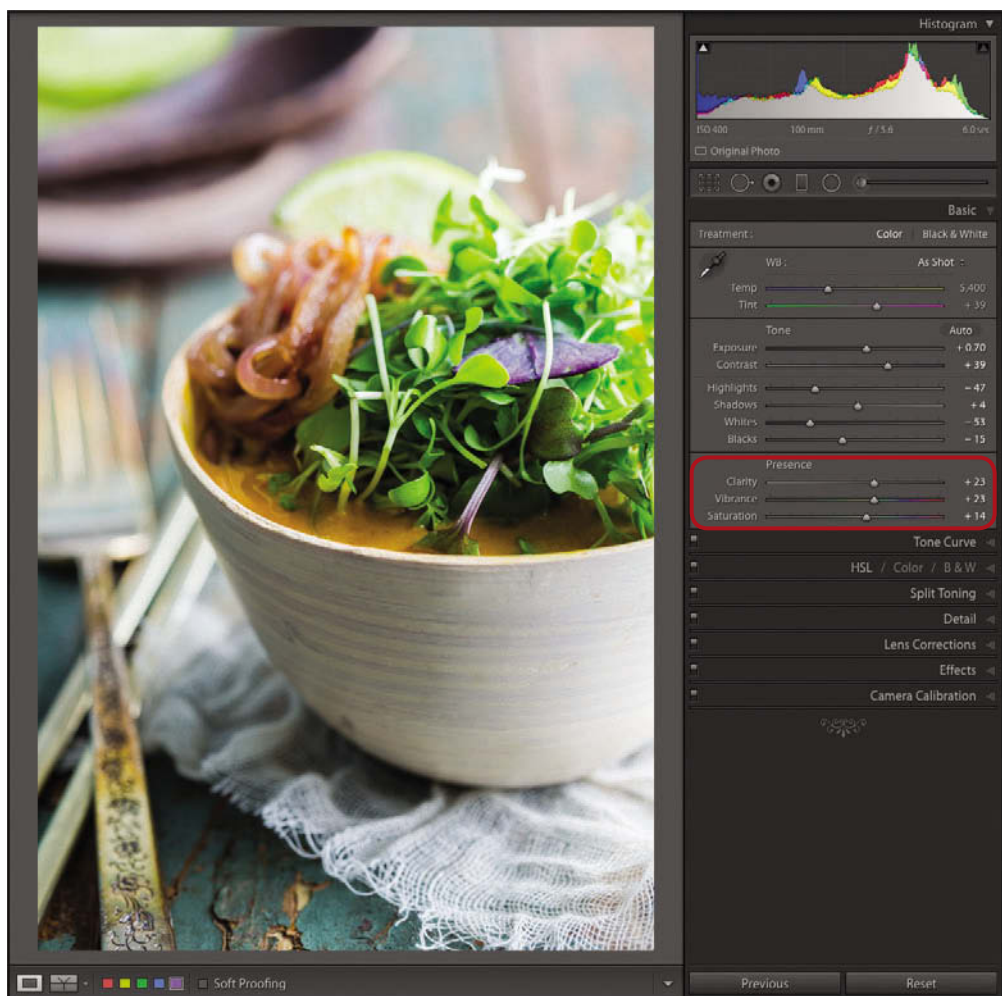 Histogram
ISO 400 100 mm ƒ / 5.6 6.0 sec
Original Photo
Basic
Treatment : Color Black & White
WB : As Shot
Temp 5,400
Tint + 39
Tone Auto
Exposure + 0.70
Contrast + 39
Highlights – 47
Shadows + 4
Whites – 53
Blacks – 15
Presence
Clarity + 23
Vibrance + 23
Saturation + 14
Tone Curve
HSL / Color / B & W
Split Toning
Detail
Lens Corrections
Effects
Camera Calibration
Soft Proofing
Previous Reset